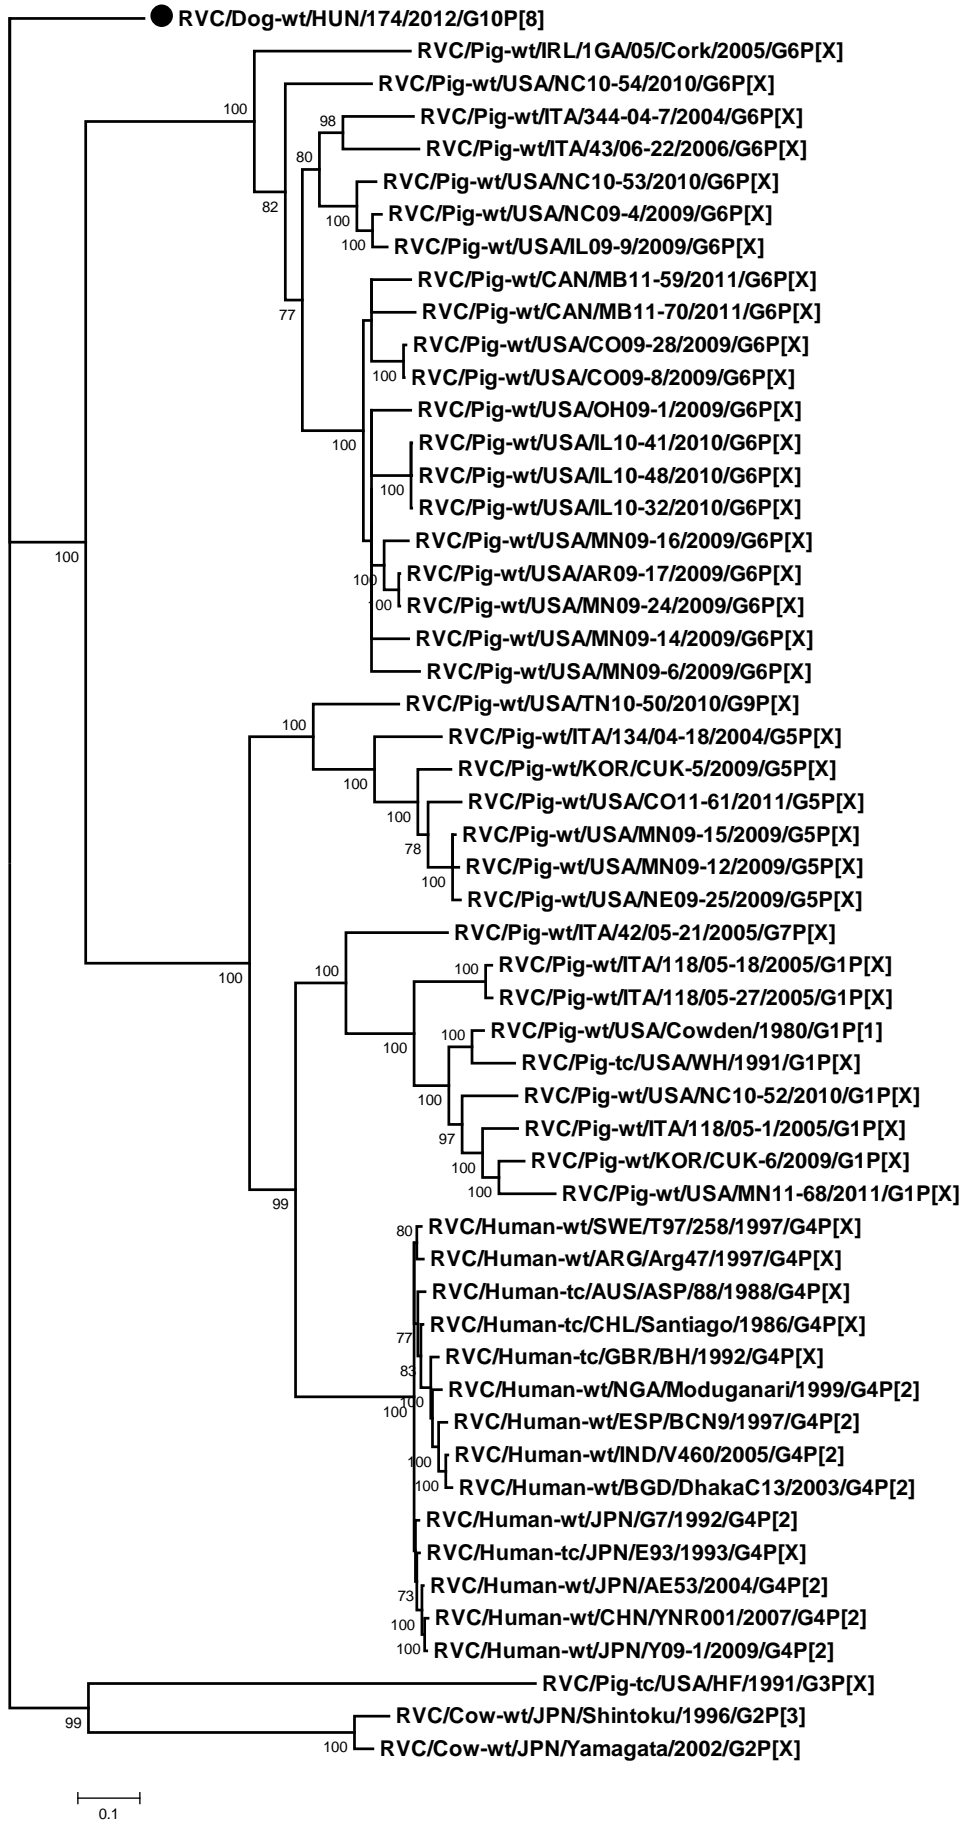 RVC/Dog-wt/HUN/174/2012/G10P[8]
RVC/Pig-wt/IRL/1GA/05/Cork/2005/G6P[X]
RVC/Pig-wt/USA/NC10-54/2010/G6P[X]
100
98
RVC/Pig-wt/ITA/344-04-7/2004/G6P[X]
RVC/Pig-wt/ITA/43/06-22/2006/G6P[X]
80
RVC/Pig-wt/USA/NC10-53/2010/G6P[X]
82
100
RVC/Pig-wt/USA/NC09-4/2009/G6P[X]
100
RVC/Pig-wt/USA/IL09-9/2009/G6P[X]
RVC/Pig-wt/CAN/MB11-59/2011/G6P[X]
77
RVC/Pig-wt/CAN/MB11-70/2011/G6P[X]
RVC/Pig-wt/USA/CO09-28/2009/G6P[X]
100
RVC/Pig-wt/USA/CO09-8/2009/G6P[X]
RVC/Pig-wt/USA/OH09-1/2009/G6P[X]
100
RVC/Pig-wt/USA/IL10-41/2010/G6P[X]
RVC/Pig-wt/USA/IL10-48/2010/G6P[X]
100
RVC/Pig-wt/USA/IL10-32/2010/G6P[X]
RVC/Pig-wt/USA/MN09-16/2009/G6P[X]
100
100
RVC/Pig-wt/USA/AR09-17/2009/G6P[X]
100
RVC/Pig-wt/USA/MN09-24/2009/G6P[X]
RVC/Pig-wt/USA/MN09-14/2009/G6P[X]
RVC/Pig-wt/USA/MN09-6/2009/G6P[X]
RVC/Pig-wt/USA/TN10-50/2010/G9P[X]
100
RVC/Pig-wt/ITA/134/04-18/2004/G5P[X]
RVC/Pig-wt/KOR/CUK-5/2009/G5P[X]
100
RVC/Pig-wt/USA/CO11-61/2011/G5P[X]
100
RVC/Pig-wt/USA/MN09-15/2009/G5P[X]
78
RVC/Pig-wt/USA/MN09-12/2009/G5P[X]
100
RVC/Pig-wt/USA/NE09-25/2009/G5P[X]
RVC/Pig-wt/ITA/42/05-21/2005/G7P[X]
100
100
100
RVC/Pig-wt/ITA/118/05-18/2005/G1P[X]
RVC/Pig-wt/ITA/118/05-27/2005/G1P[X]
100
100
RVC/Pig-wt/USA/Cowden/1980/G1P[1]
RVC/Pig-tc/USA/WH/1991/G1P[X]
100
RVC/Pig-wt/USA/NC10-52/2010/G1P[X]
97
RVC/Pig-wt/ITA/118/05-1/2005/G1P[X]
100
RVC/Pig-wt/KOR/CUK-6/2009/G1P[X]
100
RVC/Pig-wt/USA/MN11-68/2011/G1P[X]
99
80
RVC/Human-wt/SWE/T97/258/1997/G4P[X]
RVC/Human-wt/ARG/Arg47/1997/G4P[X]
RVC/Human-tc/AUS/ASP/88/1988/G4P[X]
RVC/Human-tc/CHL/Santiago/1986/G4P[X]
77
RVC/Human-tc/GBR/BH/1992/G4P[X]
83
RVC/Human-wt/NGA/Moduganari/1999/G4P[2]
100
100
RVC/Human-wt/ESP/BCN9/1997/G4P[2]
RVC/Human-wt/IND/V460/2005/G4P[2]
100
100
RVC/Human-wt/BGD/DhakaC13/2003/G4P[2]
RVC/Human-wt/JPN/G7/1992/G4P[2]
RVC/Human-tc/JPN/E93/1993/G4P[X]
RVC/Human-wt/JPN/AE53/2004/G4P[2]
73
RVC/Human-wt/CHN/YNR001/2007/G4P[2]
100
100
RVC/Human-wt/JPN/Y09-1/2009/G4P[2]
RVC/Pig-tc/USA/HF/1991/G3P[X]
99
RVC/Cow-wt/JPN/Shintoku/1996/G2P[3]
100
RVC/Cow-wt/JPN/Yamagata/2002/G2P[X]
0.1